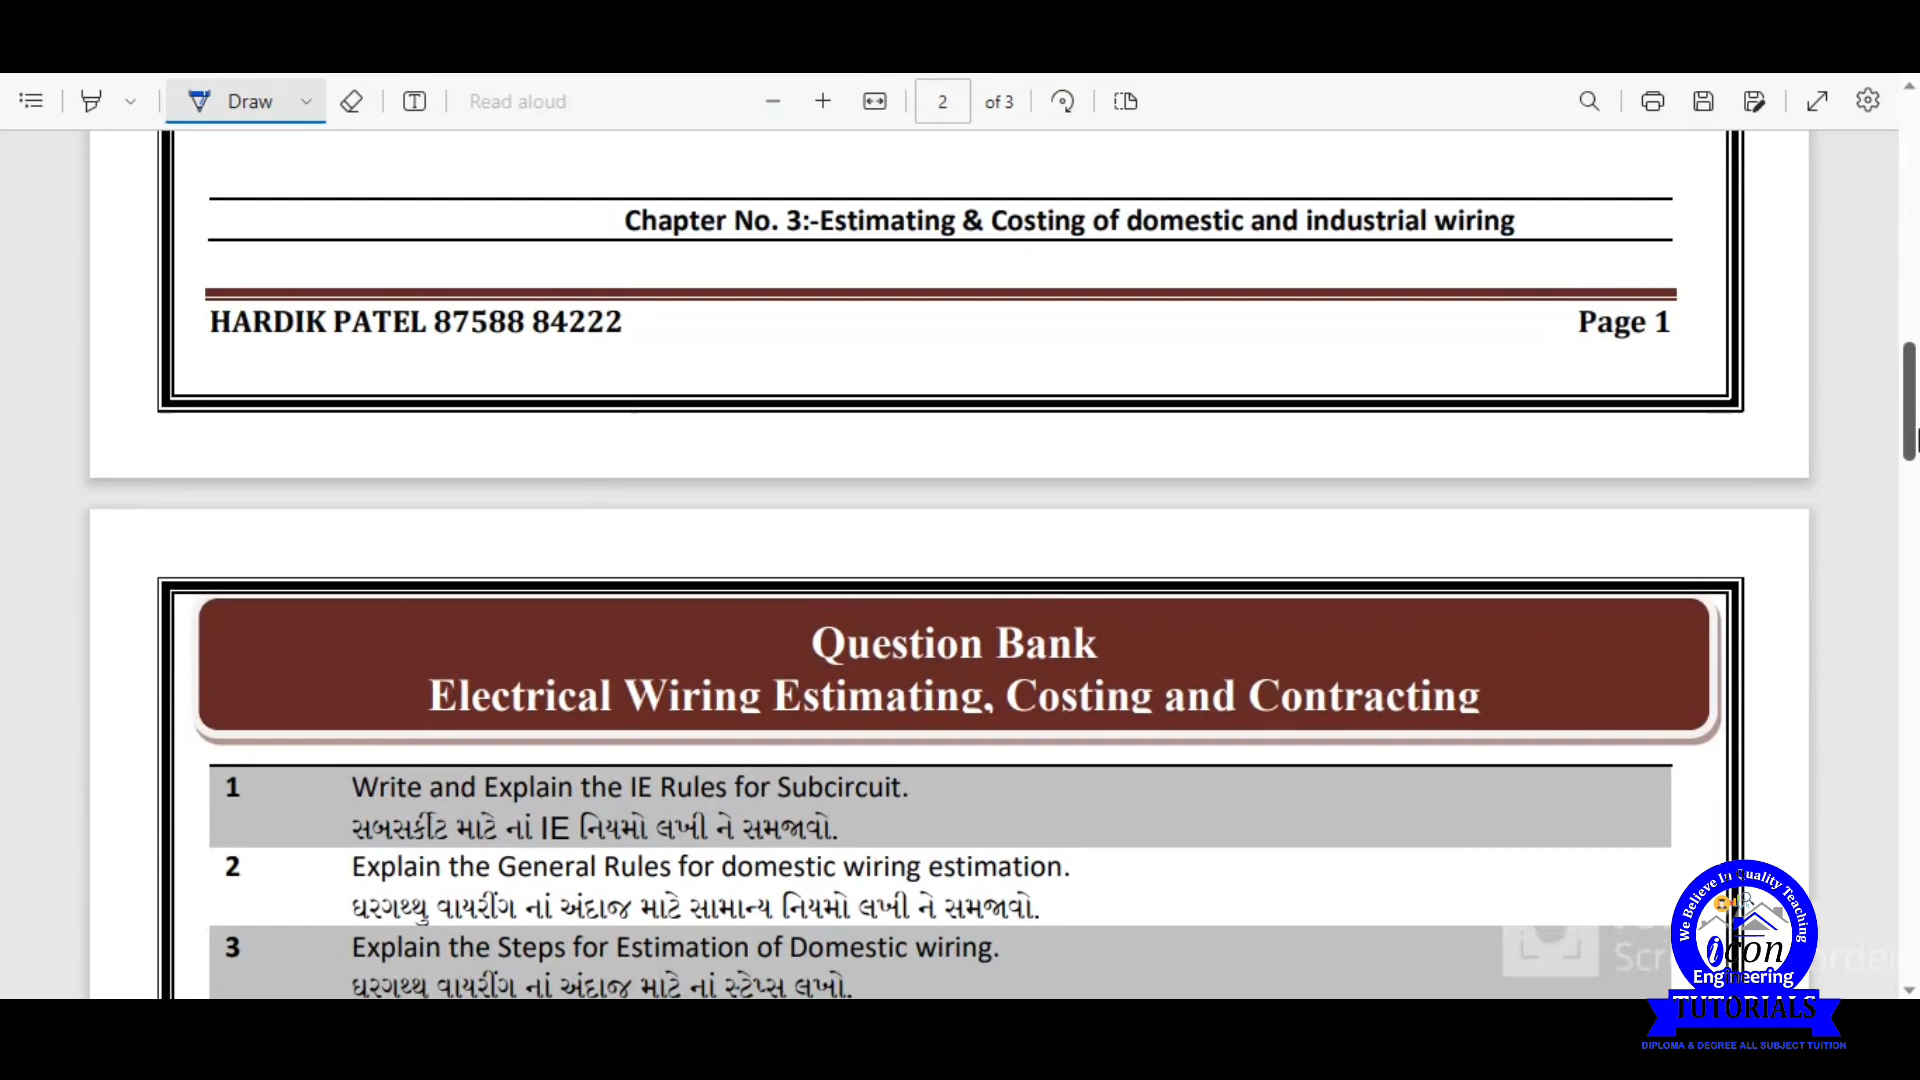 Draw
Read aloud
2 of 3
Chapter No. 3:-Estimating & Costing of domestic and industrial wiring
HARDIK PATEL 87588 84222
Page 1
Question Bank
Electrical Wiring Estimating, Costing and Contracting
1 Write and Explain the IE Rules for Subcircuit.
સબસર્કીટ માટે નાં IE નિયમો લખી ને સમજાવો.
2 Explain the General Rules for domestic wiring estimation.
ઘરગથ્થુ વાયરીંગ નાં અંદાજ માટે સામાન્ય નિયમો લખી ને સમજાવો.
3 Explain the Steps for Estimation of Domestic wiring.
ઘરગથ્થુ વાયરીંગ નાં અંદાજ માટે નાં સ્ટેપ્સ લખો.
We Believe In Quality Teaching
icon
Engineering
TUTORIALS
DIPLOMA & DEGREE ALL SUBJECT TUITION